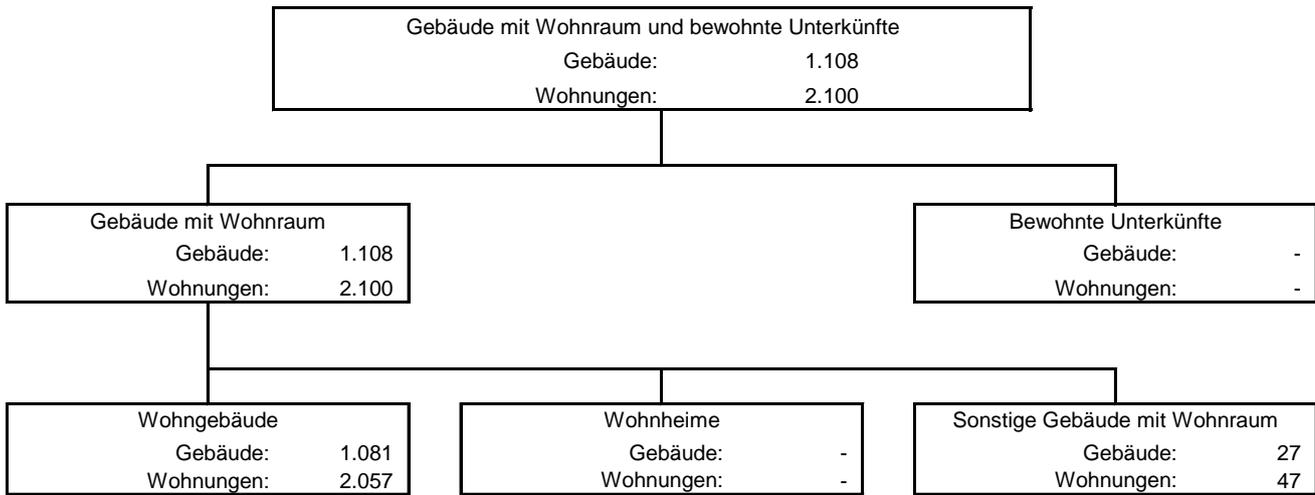 Gebäude mit Wohnraum und bewohnte Unterkünfte
Gebäude: 1.108
Wohnungen: 2.100
Gebäude mit Wohnraum
Gebäude: 1.108
Wohnungen: 2.100
Bewohnte Unterkünfte
Gebäude: -
Wohnungen: -
Wohngebäude
Gebäude: 1.081
Wohnungen: 2.057
Wohnheime
Gebäude: -
Wohnungen: -
Sonstige Gebäude mit Wohnraum
Gebäude: 27
Wohnungen: 47